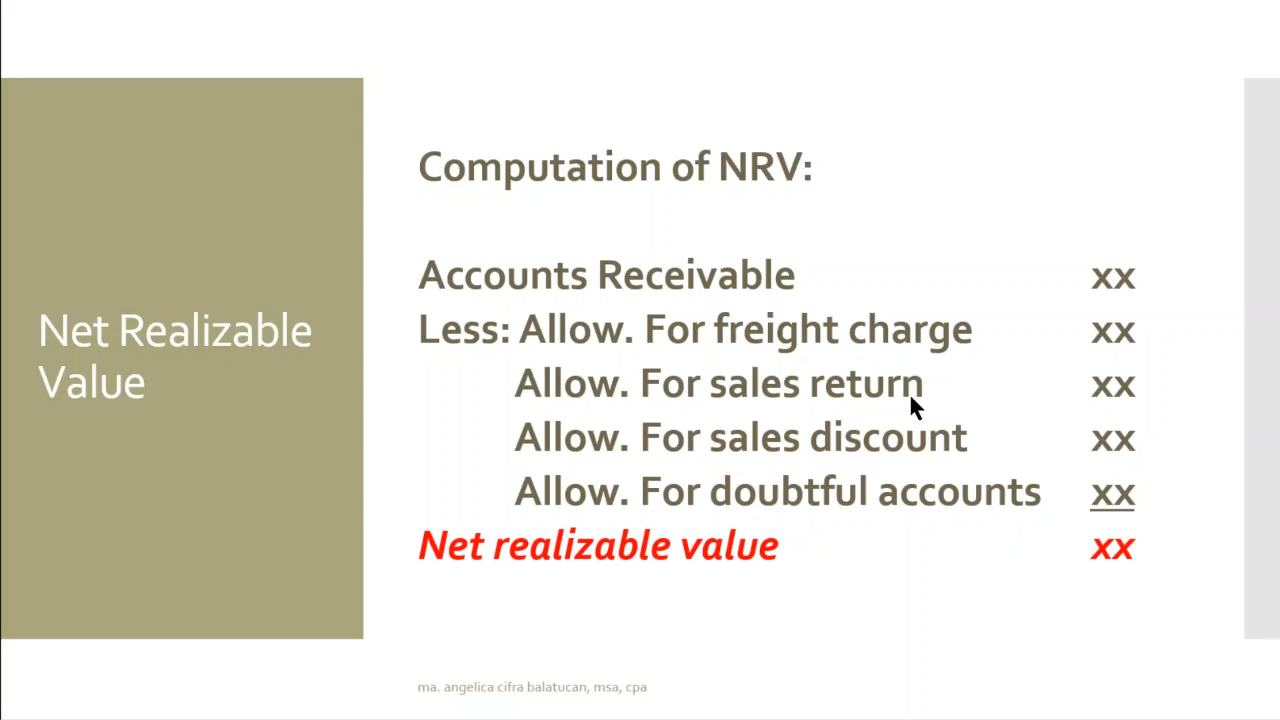 Net Realizable
Value
Computation of NRV:
Accounts Receivable xx
Less: Allow. For freight charge xx
Allow. For sales return xx
Allow. For sales discount xx
Allow. For doubtful accounts xx
Net realizable value xx
ma. angelica cifra balatucan, msa, cpa